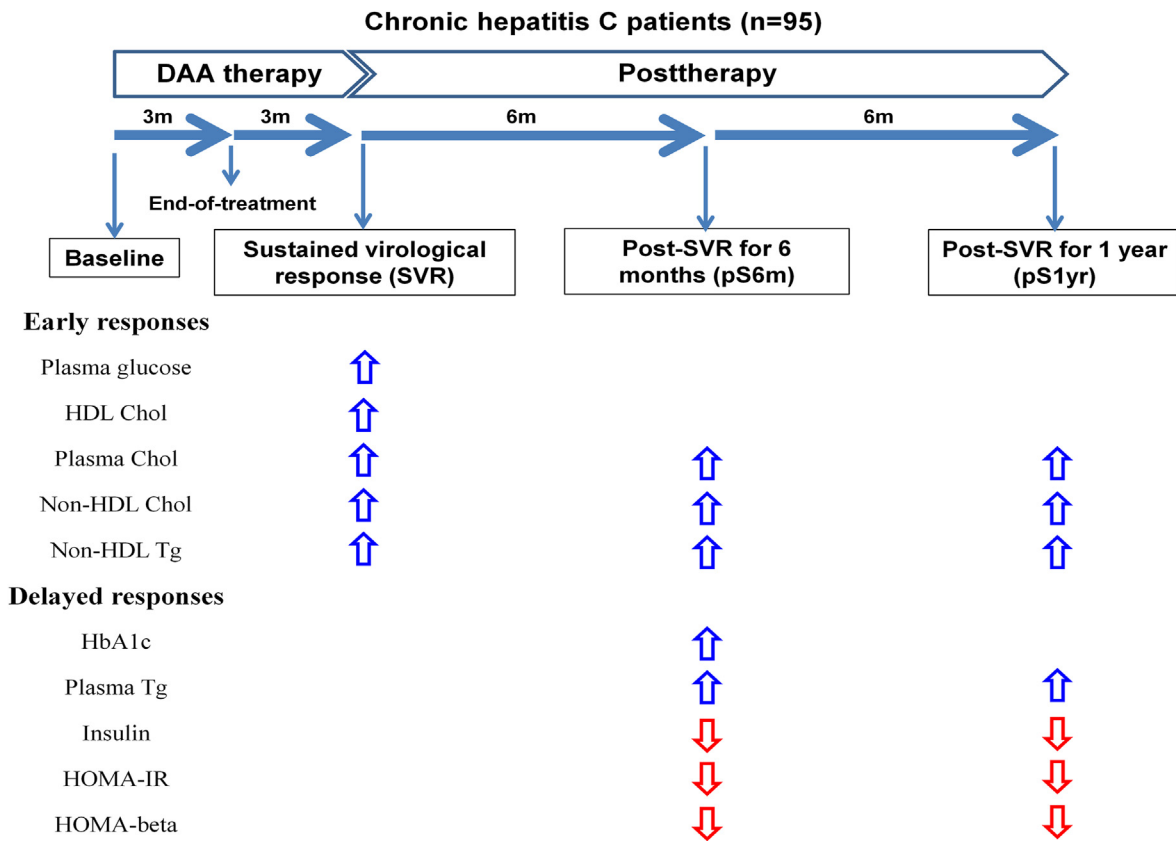 Chronic hepatitis C patients (n=95)
DAA therapy
Posttherapy
3m
3m
6m
6m
End-of-treatment
Baseline
Sustained virological
response (SVR)
Post-SVR for 6
months (pS6m)
Post-SVR for 1 year
(pS1yr)
Early responses
Plasma glucose
HDL Chol
Plasma Chol
Non-HDL Chol
Non-HDL Tg
Delayed responses
HbA1c
Plasma Tg
Insulin
HOMA-IR
HOMA-beta